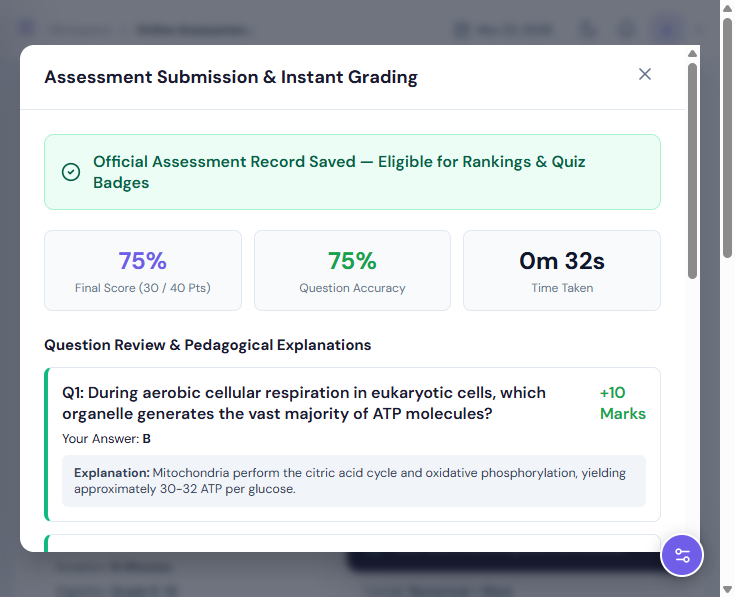 Assessment Submission & Instant Grading
Official Assessment Record Saved — Eligible for Rankings & Quiz
Badges
75%
Final Score (30 / 40 Pts)
75%
Question Accuracy
0m 32s
Time Taken
Question Review & Pedagogical Explanations
Q1: During aerobic cellular respiration in eukaryotic cells, which
organelle generates the vast majority of ATP molecules?
+10
Marks
Your Answer: B
Explanation: Mitochondria perform the citric acid cycle and oxidative phosphorylation, yielding
approximately 30-32 ATP per glucose.